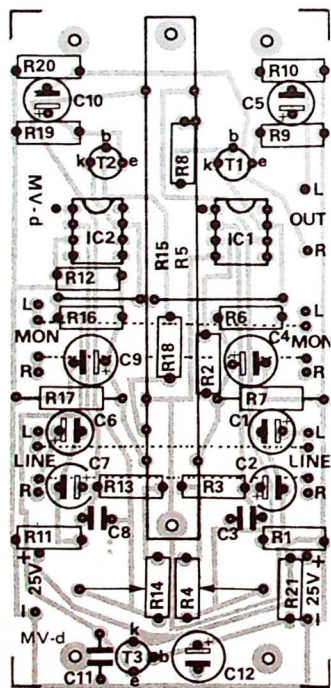 R20
R10
C10
C5
R19
R9
b
b
k
T2
e
R8
k
T1
e
MV-d
L
OUT
IC2
IC1
R
R15
R5
R12
L
R16
R6
L
MON
C4
MON
C9
R18
R2
R
R
R17
R7
L
C6
C1
L
LINE
C7
C2
LINE
R
R13
R3
R
R11
C8
C3
R1
+
25V
R14
R4
R21
25V
+
–
–
MV-d
k
T3
b
e
C11
C12